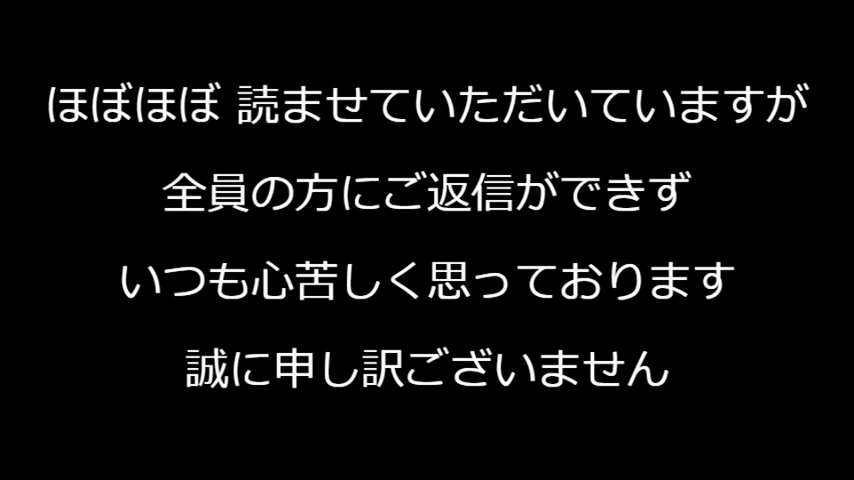 ほぼほぼ 読ませていただいていますが
全員の方にご返信ができず
いつも心苦しく思っております
誠に申し訳ございません